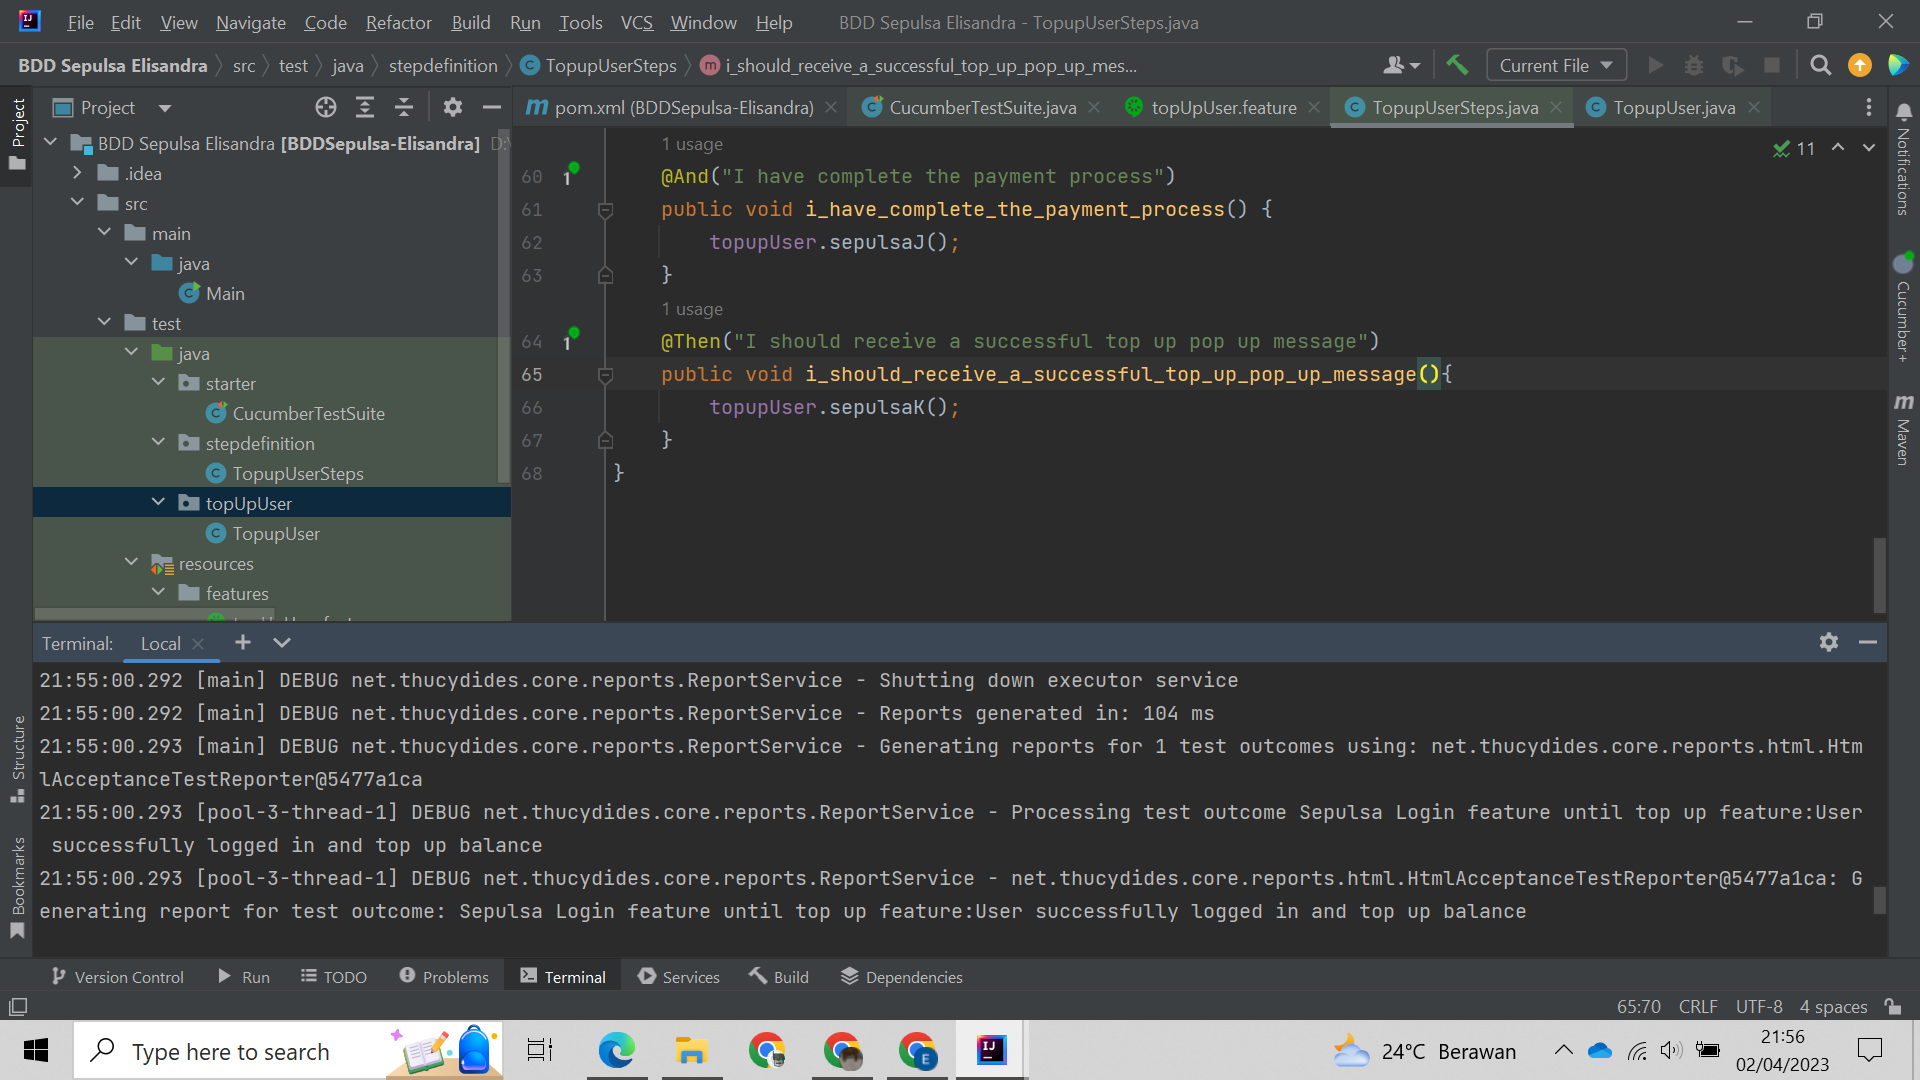 File Edit View Navigate Code Refactor Build Run Tools VCS Window Help BDD Sepulsa Elisandra - TopupUserSteps.java
BDD Sepulsa Elisandra src test java stepdefinition TopupUserSteps i_should_receive_a_successful_top_up_pop_up_mes... Current File
Project
Project
pom.xml (BDDSepulsa-Elisandra) CucumberTestSuite.java topUpUser.feature TopupUserSteps.java TopupUser.java
BDD Sepulsa Elisandra [BDDSepulsa-Elisandra] D:\
.idea
src
main
java
Main
test
java
starter
CucumberTestSuite
stepdefinition
TopupUserSteps
topUpUser
TopupUser
resources
features
1 usage
11
60 @And("I have complete the payment process")
61 public void i_have_complete_the_payment_process() {
62 topupUser.sepulsaJ();
63 }
1 usage
64 @Then("I should receive a successful top up pop up message")
65 public void i_should_receive_a_successful_top_up_pop_up_message(){
66 topupUser.sepulsaK();
67 }
68 }
Notifications
Cucumber+
Maven
Terminal: Local
21:55:00.292 [main] DEBUG net.thucydides.core.reports.ReportService - Shutting down executor service
21:55:00.292 [main] DEBUG net.thucydides.core.reports.ReportService - Reports generated in: 104 ms
21:55:00.293 [main] DEBUG net.thucydides.core.reports.ReportService - Generating reports for 1 test outcomes using: net.thucydides.core.reports.html.Htm
lAcceptanceTestReporter@5477a1ca
21:55:00.293 [pool-3-thread-1] DEBUG net.thucydides.core.reports.ReportService - Processing test outcome Sepulsa Login feature until top up feature:User
successfully logged in and top up balance
21:55:00.293 [pool-3-thread-1] DEBUG net.thucydides.core.reports.ReportService - net.thucydides.core.reports.html.HtmlAcceptanceTestReporter@5477a1ca: G
enerating report for test outcome: Sepulsa Login feature until top up feature:User successfully logged in and top up balance
Structure
Bookmarks
Version Control Run TODO Problems Terminal Services Build Dependencies
65:70 CRLF UTF-8 4 spaces
Type here to search
24°C Berawan
21:56
02/04/2023